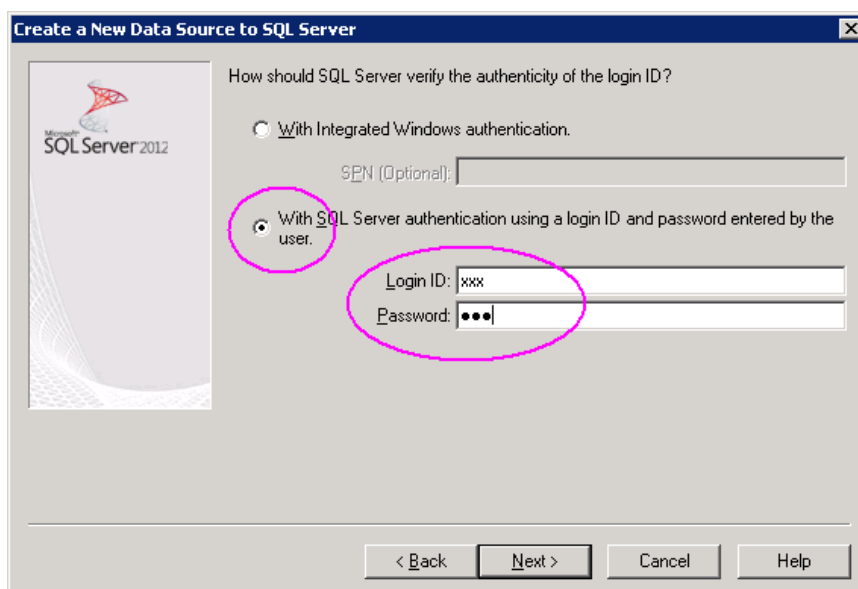 Create a New Data Source to SQL Server
How should SQL Server verify the authenticity of the login ID?
Microsoft
SQL Server 2012
With Integrated Windows authentication.
SPN (Optional):
With SQL Server authentication using a login ID and password entered by the
user.
Login ID: xxx
Password: ●●●
< Back
Next >
Cancel
Help